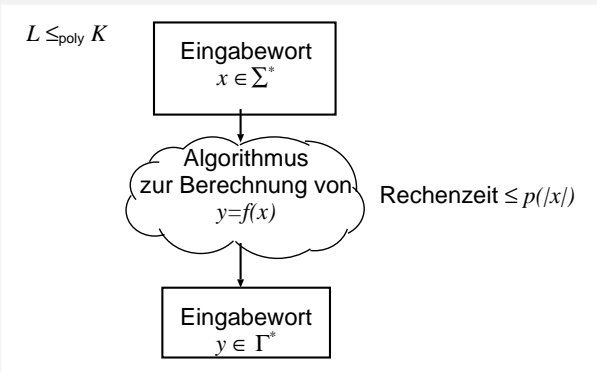 L ≤poly K
Eingabewort
x ∈ Σ*
Algorithmus
zur Berechnung von
y=f(x)
Rechenzeit ≤ p(|x|)
Eingabewort
y ∈ Γ*